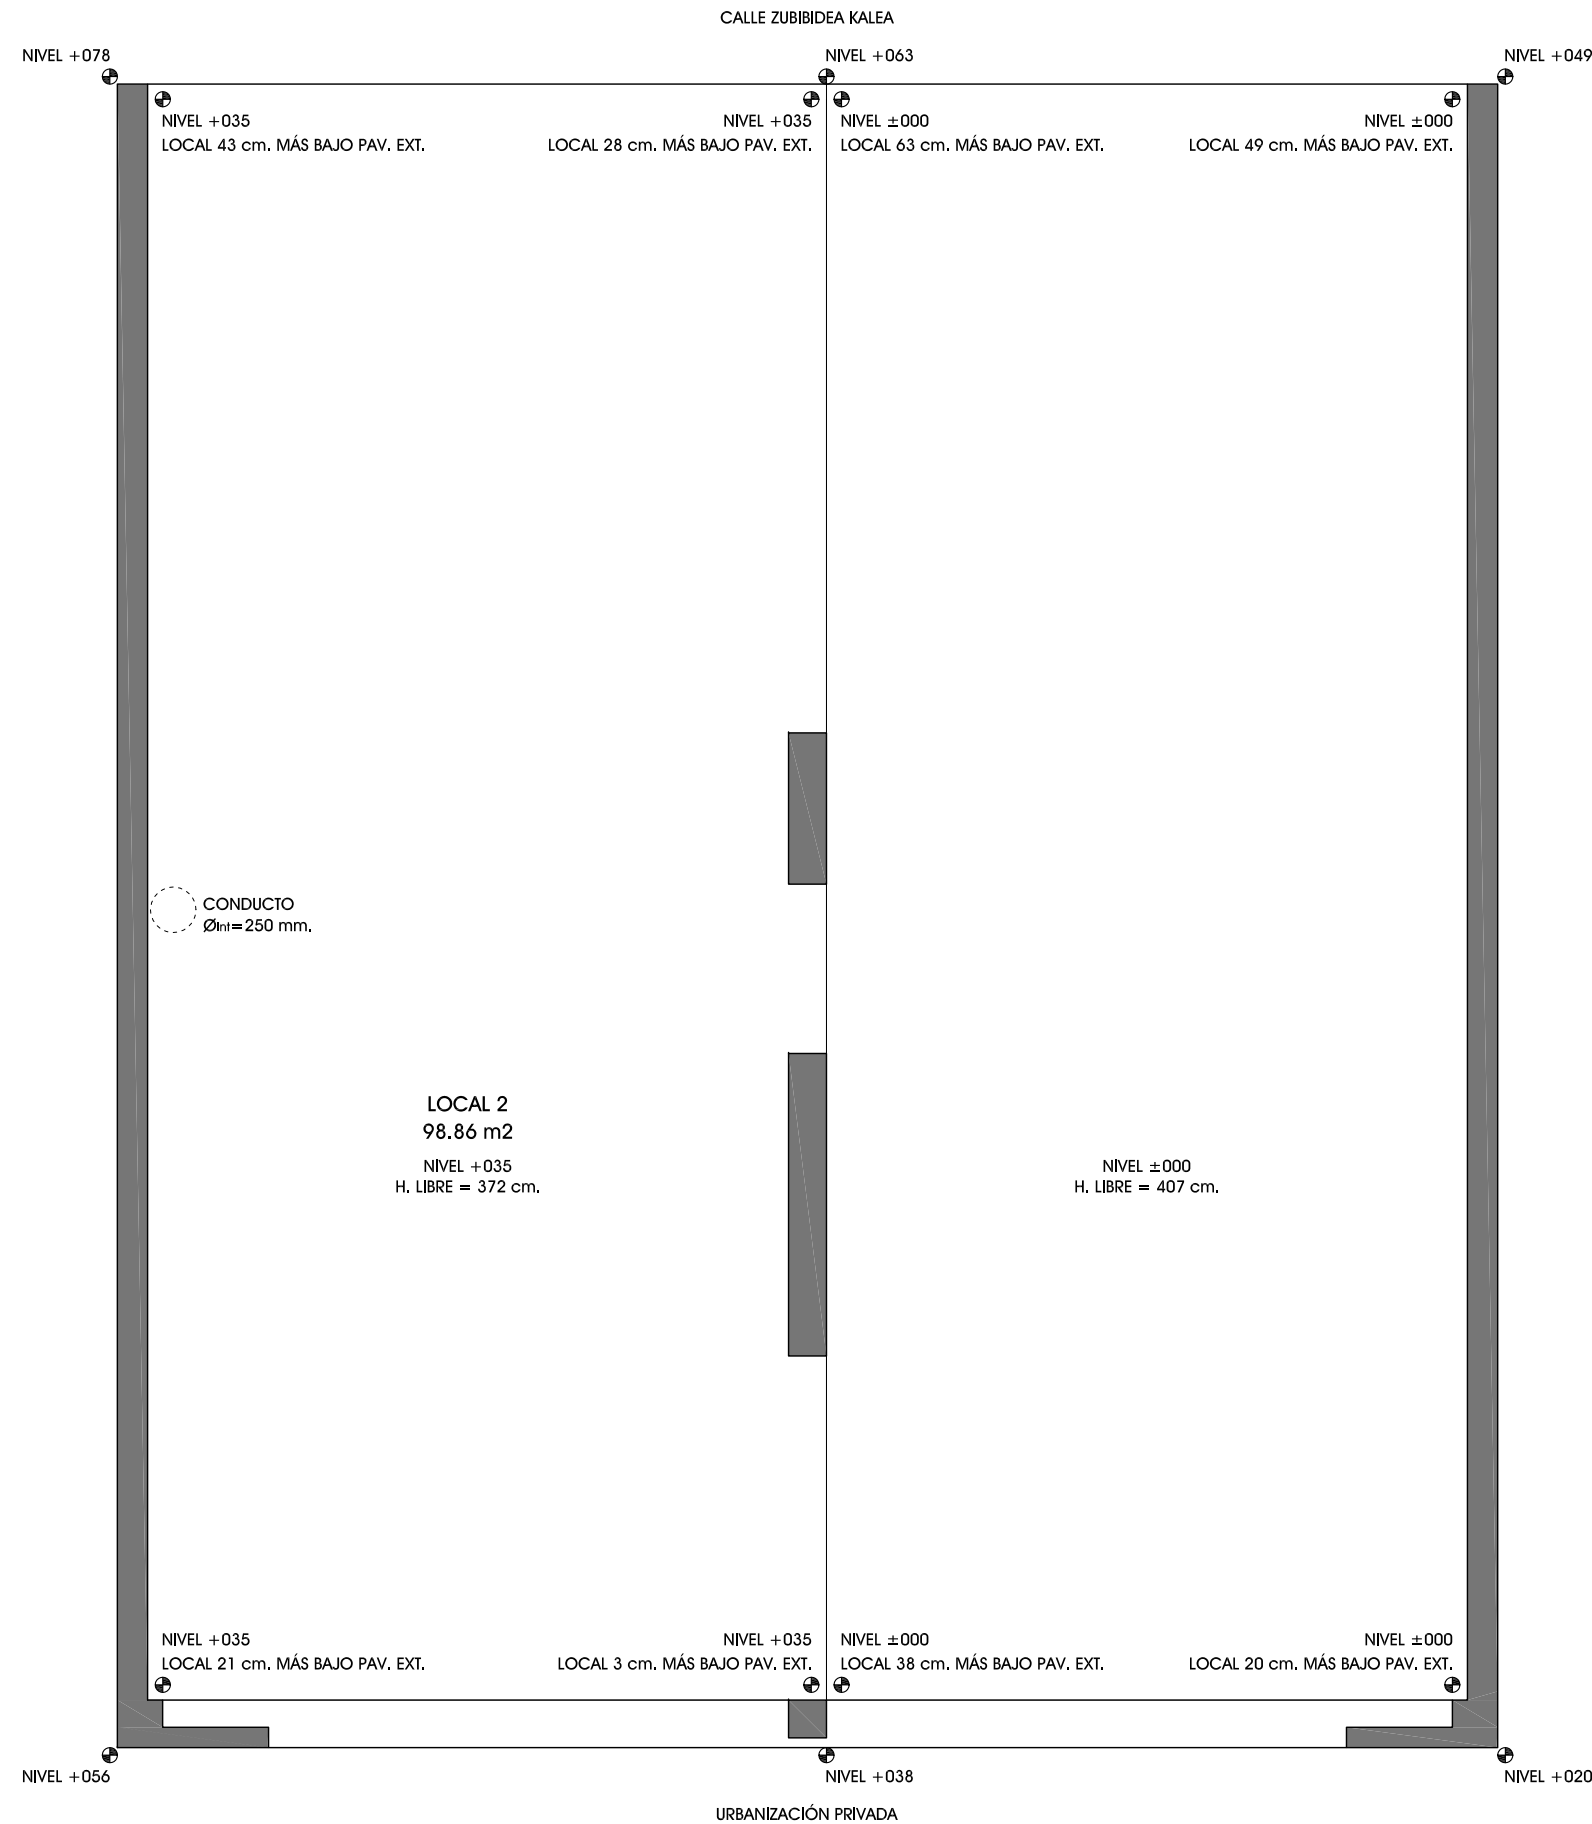 CALLE ZUBIBIDEA KALEA
NIVEL +078
NIVEL +063
NIVEL +049
NIVEL +035
LOCAL 43 cm. MÁS BAJO PAV. EXT.
NIVEL +035
LOCAL 28 cm. MÁS BAJO PAV. EXT.
NIVEL ±000
LOCAL 63 cm. MÁS BAJO PAV. EXT.
NIVEL ±000
LOCAL 49 cm. MÁS BAJO PAV. EXT.
CONDUCTO
Øint=250 mm.
LOCAL 2
98.86 m2
NIVEL +035
H. LIBRE = 372 cm.
NIVEL ±000
H. LIBRE = 407 cm.
NIVEL +035
LOCAL 21 cm. MÁS BAJO PAV. EXT.
NIVEL +035
LOCAL 3 cm. MÁS BAJO PAV. EXT.
NIVEL ±000
LOCAL 38 cm. MÁS BAJO PAV. EXT.
NIVEL ±000
LOCAL 20 cm. MÁS BAJO PAV. EXT.
NIVEL +056
NIVEL +038
NIVEL +020
URBANIZACIÓN PRIVADA